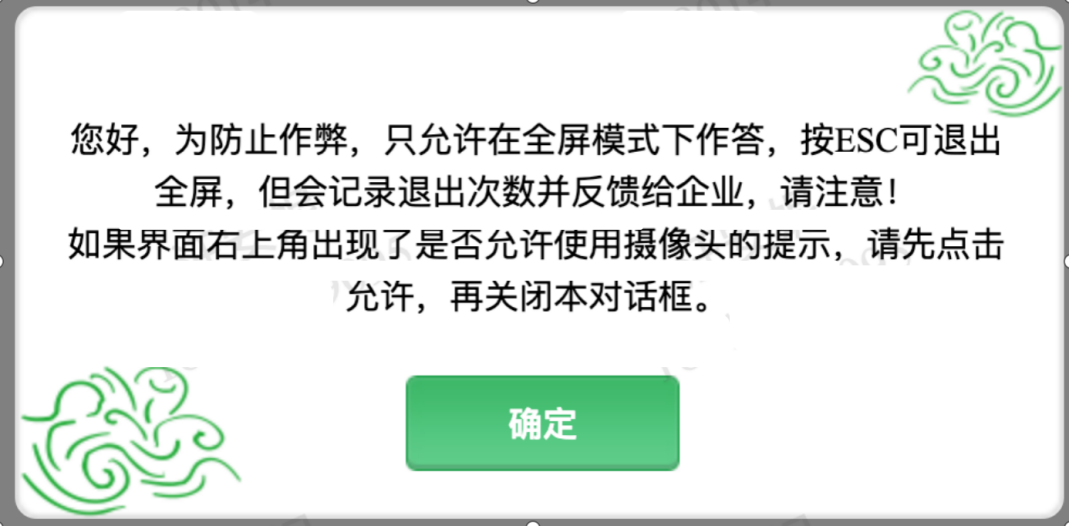 您好，为防止作弊，只允许在全屏模式下作答，按ESC可退出
全屏，但会记录退出次数并反馈给企业，请注意！
如果界面右上角出现了是否允许使用摄像头的提示，请先点击
允许，再关闭本对话框。
确定